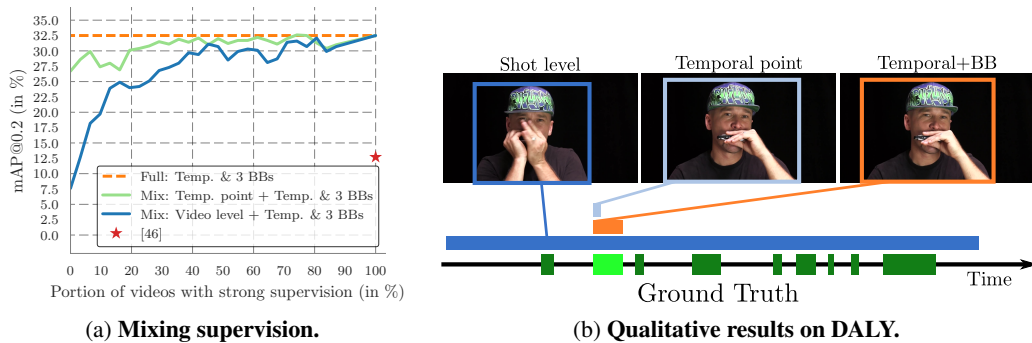 35.0
32.5
30.0
27.5
25.0
22.5
20.0
17.5
15.0
12.5
10.0
7.5
5.0
2.5
0.0
mAP@0.2 (in %)
Full: Temp. & 3 BBs
Mix: Temp. point + Temp. & 3 BBs
Mix: Video level + Temp. & 3 BBs
[46]
0 10 20 30 40 50 60 70 80 90 100
Portion of videos with strong supervision (in %)
(a) Mixing supervision.
Shot level Temporal point Temporal+BB
Time
Ground Truth
(b) Qualitative results on DALY.